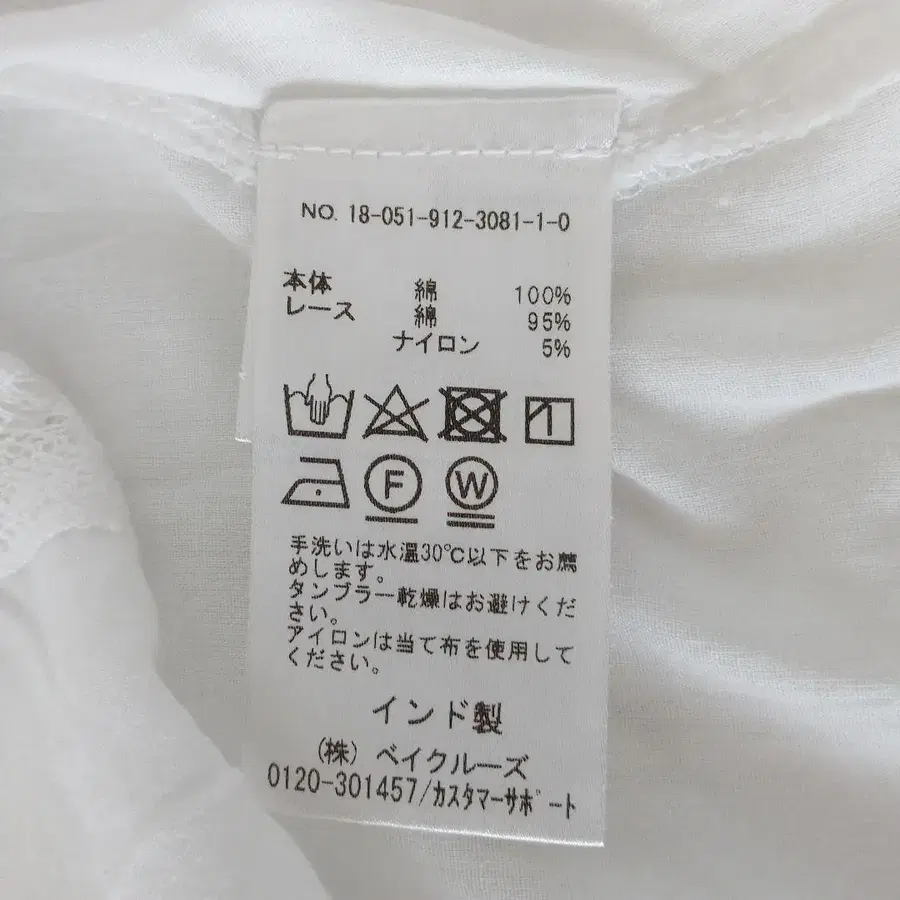 NO. 18-051-912-3081-1-0
本体 綿 100%
レース 綿 95%
ナイロン 5%
F W
手洗いは水温30℃以下をお薦
めします。
タンブラー乾燥はお避けくだ
さい。
アイロンは当て布を使用して
ください。
インド製
(株) ベイクルーズ
0120-301457/カスタマーサポート